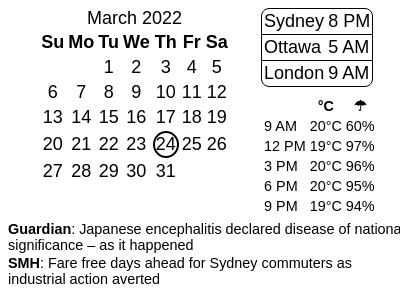 March 2022
Su Mo Tu We Th Fr Sa
1 2 3 4 5
6 7 8 9 10 11 12
13 14 15 16 17 18 19
20 21 22 23 24 25 26
27 28 29 30 31
Sydney 8 PM
Ottawa 5 AM
London 9 AM
°C ☂
9 AM 20°C 60%
12 PM 19°C 97%
3 PM 20°C 96%
6 PM 20°C 95%
9 PM 19°C 94%
Guardian: Japanese encephalitis declared disease of nationa
significance – as it happened
SMH: Fare free days ahead for Sydney commuters as
industrial action averted